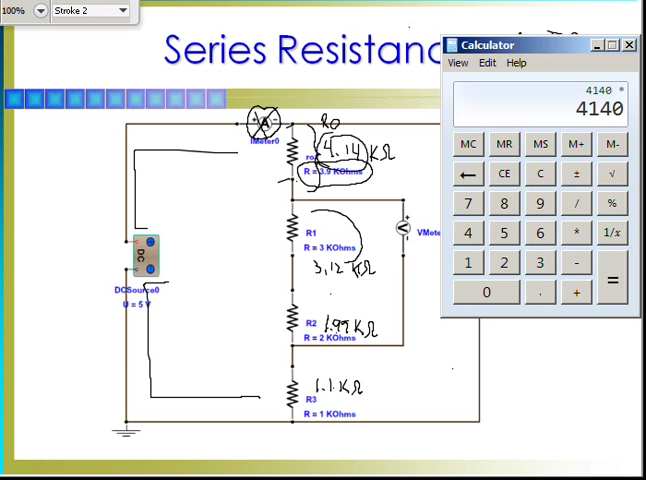 100%
Stroke 2
Series Resistanc
Calculator
View Edit Help
4140 *
4140
MC MR MS M+ M-
← CE C ± √
7 8 9 / %
4 5 6 * 1/x
1 2 3 - =
0 . +
+ A -
IMeter0
R0
4.14 KΩ
R = 3.9 KOhms
R1
R = 3 KOhms
3,12 KΩ
V
VMete
DC
DCSource0
U = 5 V
R2
1.99 KΩ
R = 2 KOhms
1.1 KΩ
R3
R = 1 KOhms